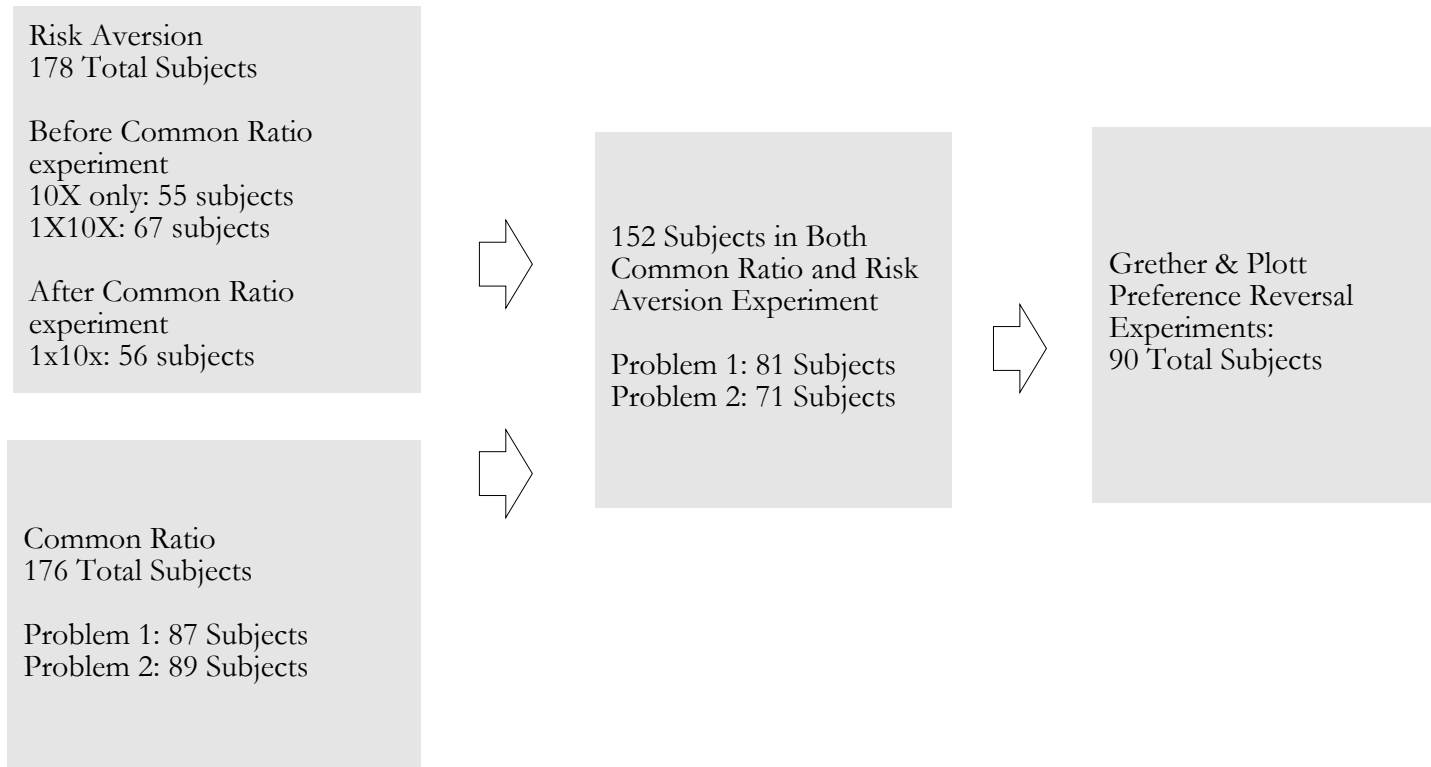 Risk Aversion
178 Total Subjects
Before Common Ratio
experiment
10X only: 55 subjects
1X10X: 67 subjects
After Common Ratio
experiment
1x10x: 56 subjects
Common Ratio
176 Total Subjects
Problem 1: 87 Subjects
Problem 2: 89 Subjects
152 Subjects in Both
Common Ratio and Risk
Aversion Experiment
Problem 1: 81 Subjects
Problem 2: 71 Subjects
Grether & Plott
Preference Reversal
Experiments:
90 Total Subjects